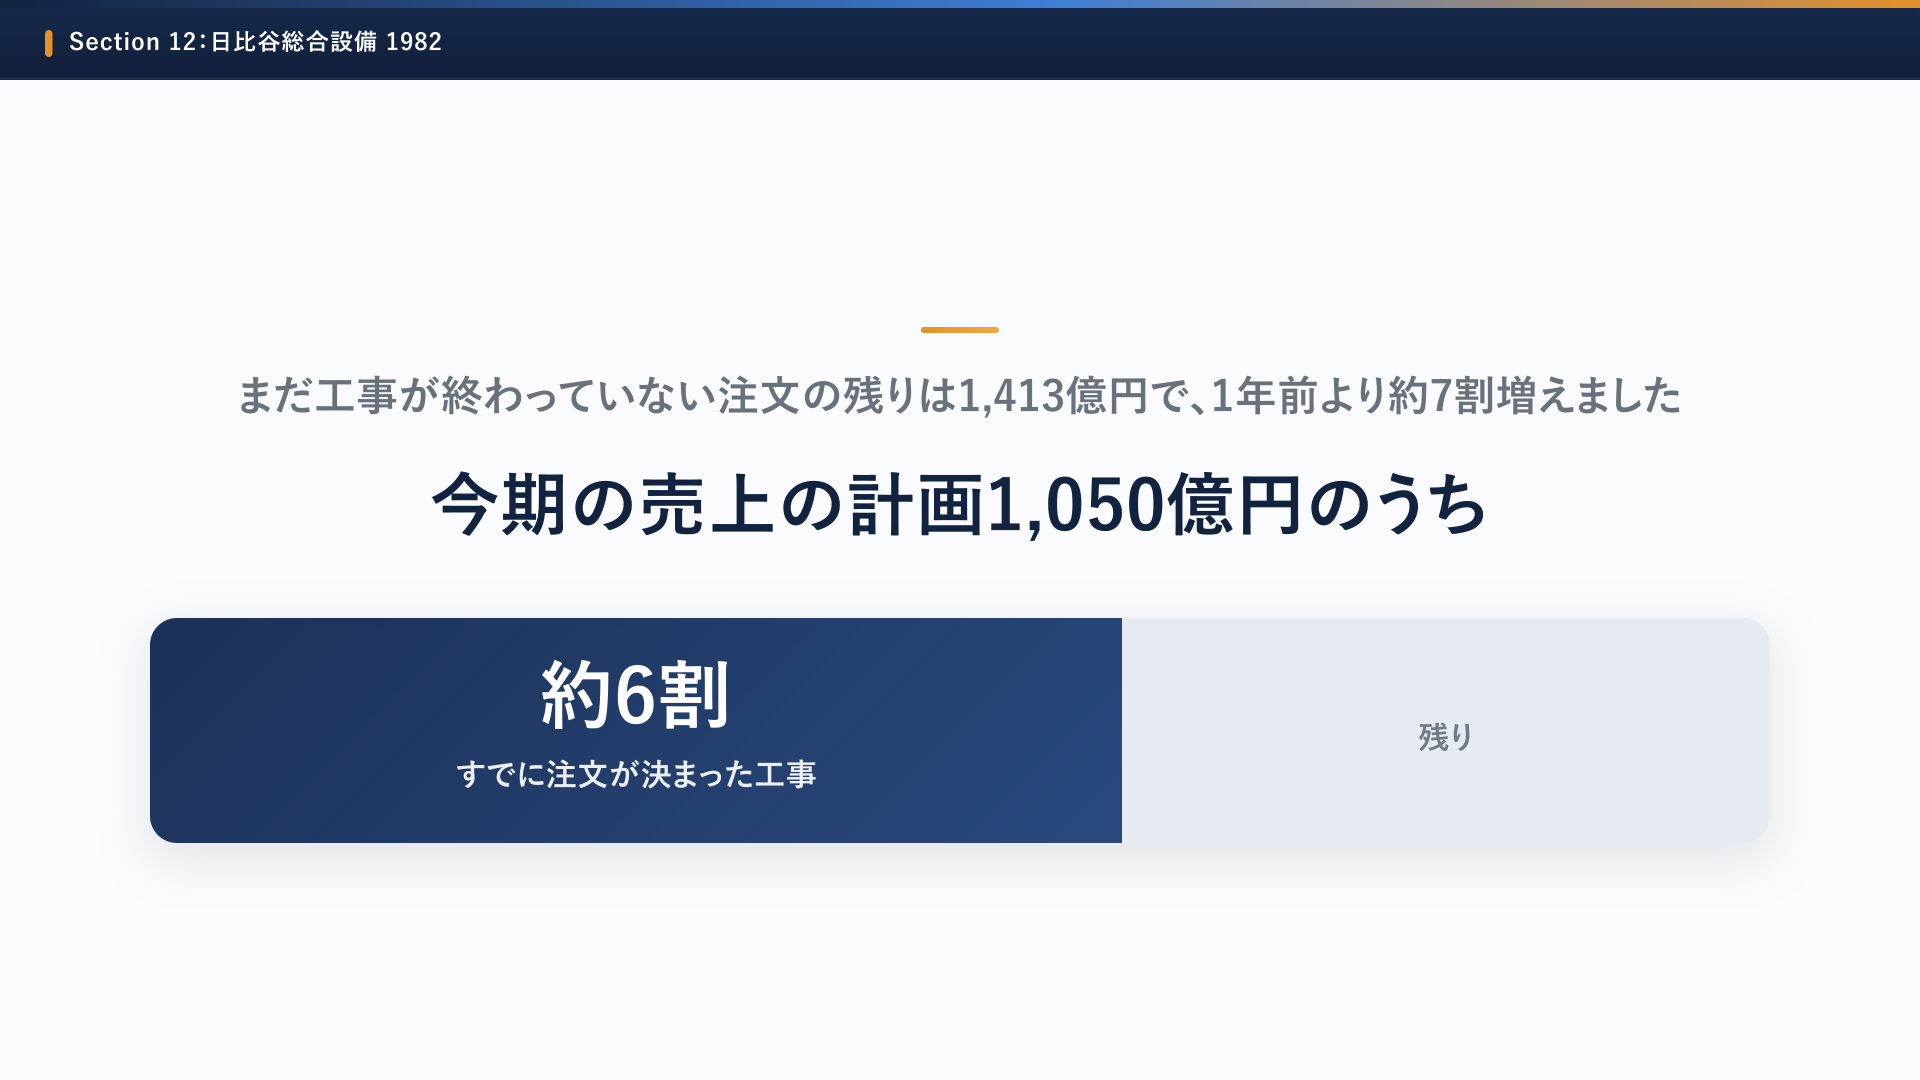 Section 12：日比谷総合設備 1982
まだ工事が終わっていない注文の残りは1,413億円で、1年前より約7割増えました
今期の売上の計画1,050億円のうち
約6割
すでに注文が決まった工事
残り